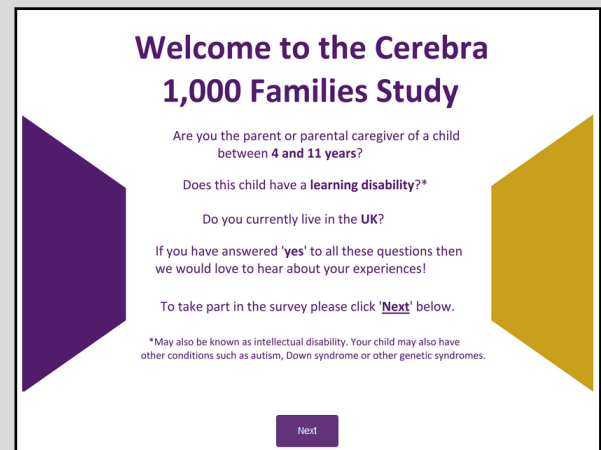 Welcome to the Cerebra
1,000 Families Study
Are you the parent or parental caregiver of a child
between 4 and 11 years?
Does this child have a learning disability?*
Do you currently live in the UK?
If you have answered 'yes' to all these questions then
we would love to hear about your experiences!
To take part in the survey please click 'Next' below.
*May also be known as intellectual disability. Your child may also have
other conditions such as autism, Down syndrome or other genetic syndromes.
Next